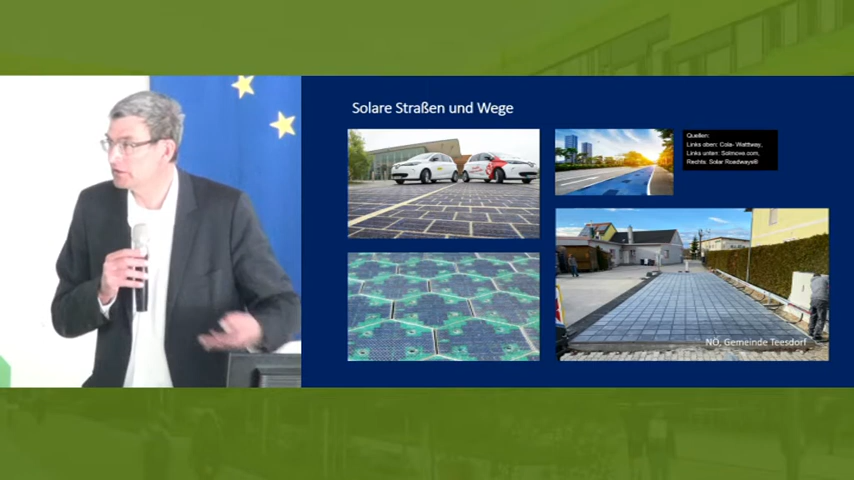 Solare Straßen und Wege
Quellen:
Links oben: Cola- Wattway,
Links unten: Solmove.com,
Rechts: Solar Roadways®
NÖ, Gemeinde Teesdorf